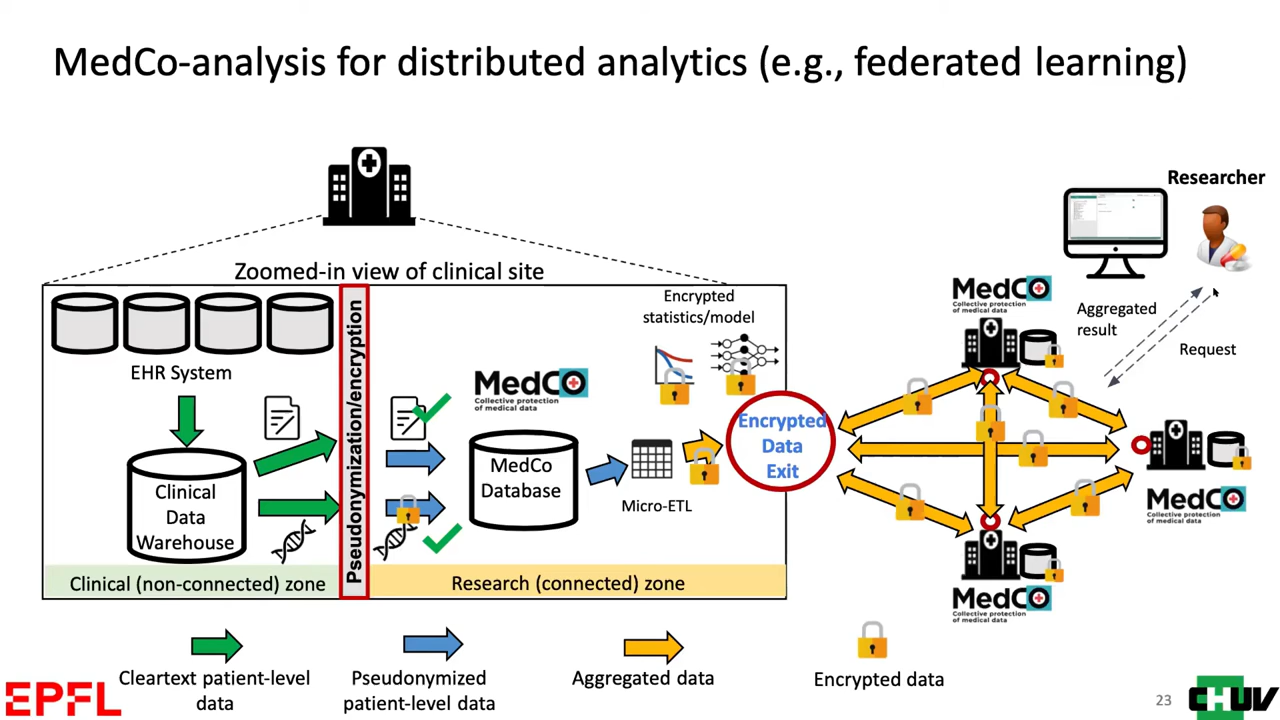 MedCo-analysis for distributed analytics (e.g., federated learning)
Researcher
Zoomed-in view of clinical site
EHR System
Clinical
Data
Warehouse
Clinical (non-connected) zone
Pseudonymization/encryption
MedCo
Collective protection
of medical data
MedCo
Database
Micro-ETL
Encrypted
statistics/model
Encrypted
Data
Exit
Research (connected) zone
MedCo
Collective protection
of medical data
Aggregated
result
Request
MedCo
Collective protection
of medical data
MedCo
Collective protection
of medical data
Cleartext patient-level
data
Pseudonymized
patient-level data
Aggregated data
Encrypted data
EPFL
23
CHUV